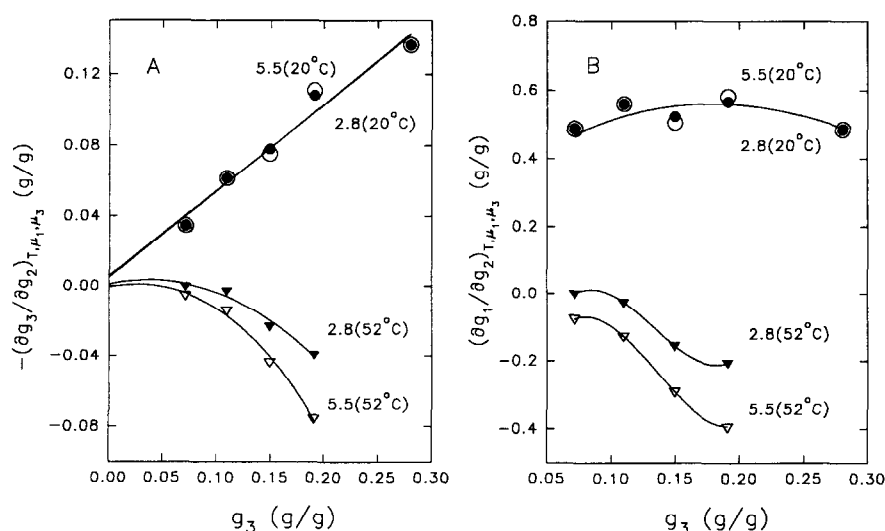 A
0.12
0.08
0.04
0.00
−0.04
−0.08
−(∂g₃/∂g₂)T,μ₁,μ₃ (g/g)
5.5(20°C)
2.8(20°C)
2.8(52°C)
5.5(52°C)
0.00 0.05 0.10 0.15 0.20 0.25 0.30
g₃ (g/g)
B
0.8
0.6
0.4
0.2
0.0
−0.2
−0.4
(∂g₁/∂g₂)T,μ₁,μ₃ (g/g)
5.5(20°C)
2.8(20°C)
2.8(52°C)
5.5(52°C)
0.05 0.10 0.15 0.20 0.25 0.30
g₃ (g/g)